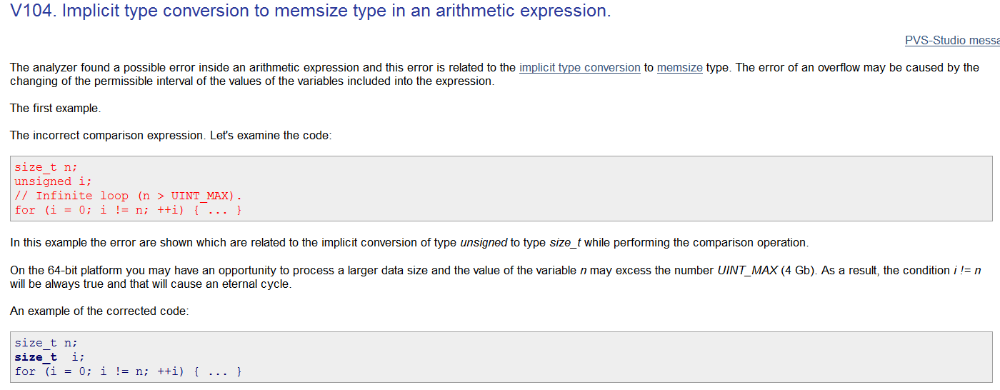 V104. Implicit type conversion to memsize type in an arithmetic expression.
PVS-Studio
The analyzer found a possible error inside an arithmetic expression and this error is related to the implicit type conversion to memsize type. The error of an overflow may be caused by the
changing of the permissible interval of the values of the variables included into the expression.
The first example.
The incorrect comparison expression. Let's examine the code:
size_t n;
unsigned i;
// Infinite loop (n > UINT_MAX).
for (i = 0; i != n; ++i) { ... }
In this example the error are shown which are related to the implicit conversion of type unsigned to type size_t while performing the comparison operation.
On the 64-bit platform you may have an opportunity to process a larger data size and the value of the variable n may excess the number UINT_MAX (4 Gb). As a result, the condition i != n
will be always true and that will cause an eternal cycle.
An example of the corrected code:
size_t n;
size_t i;
for (i = 0; i != n; ++i) { ... }